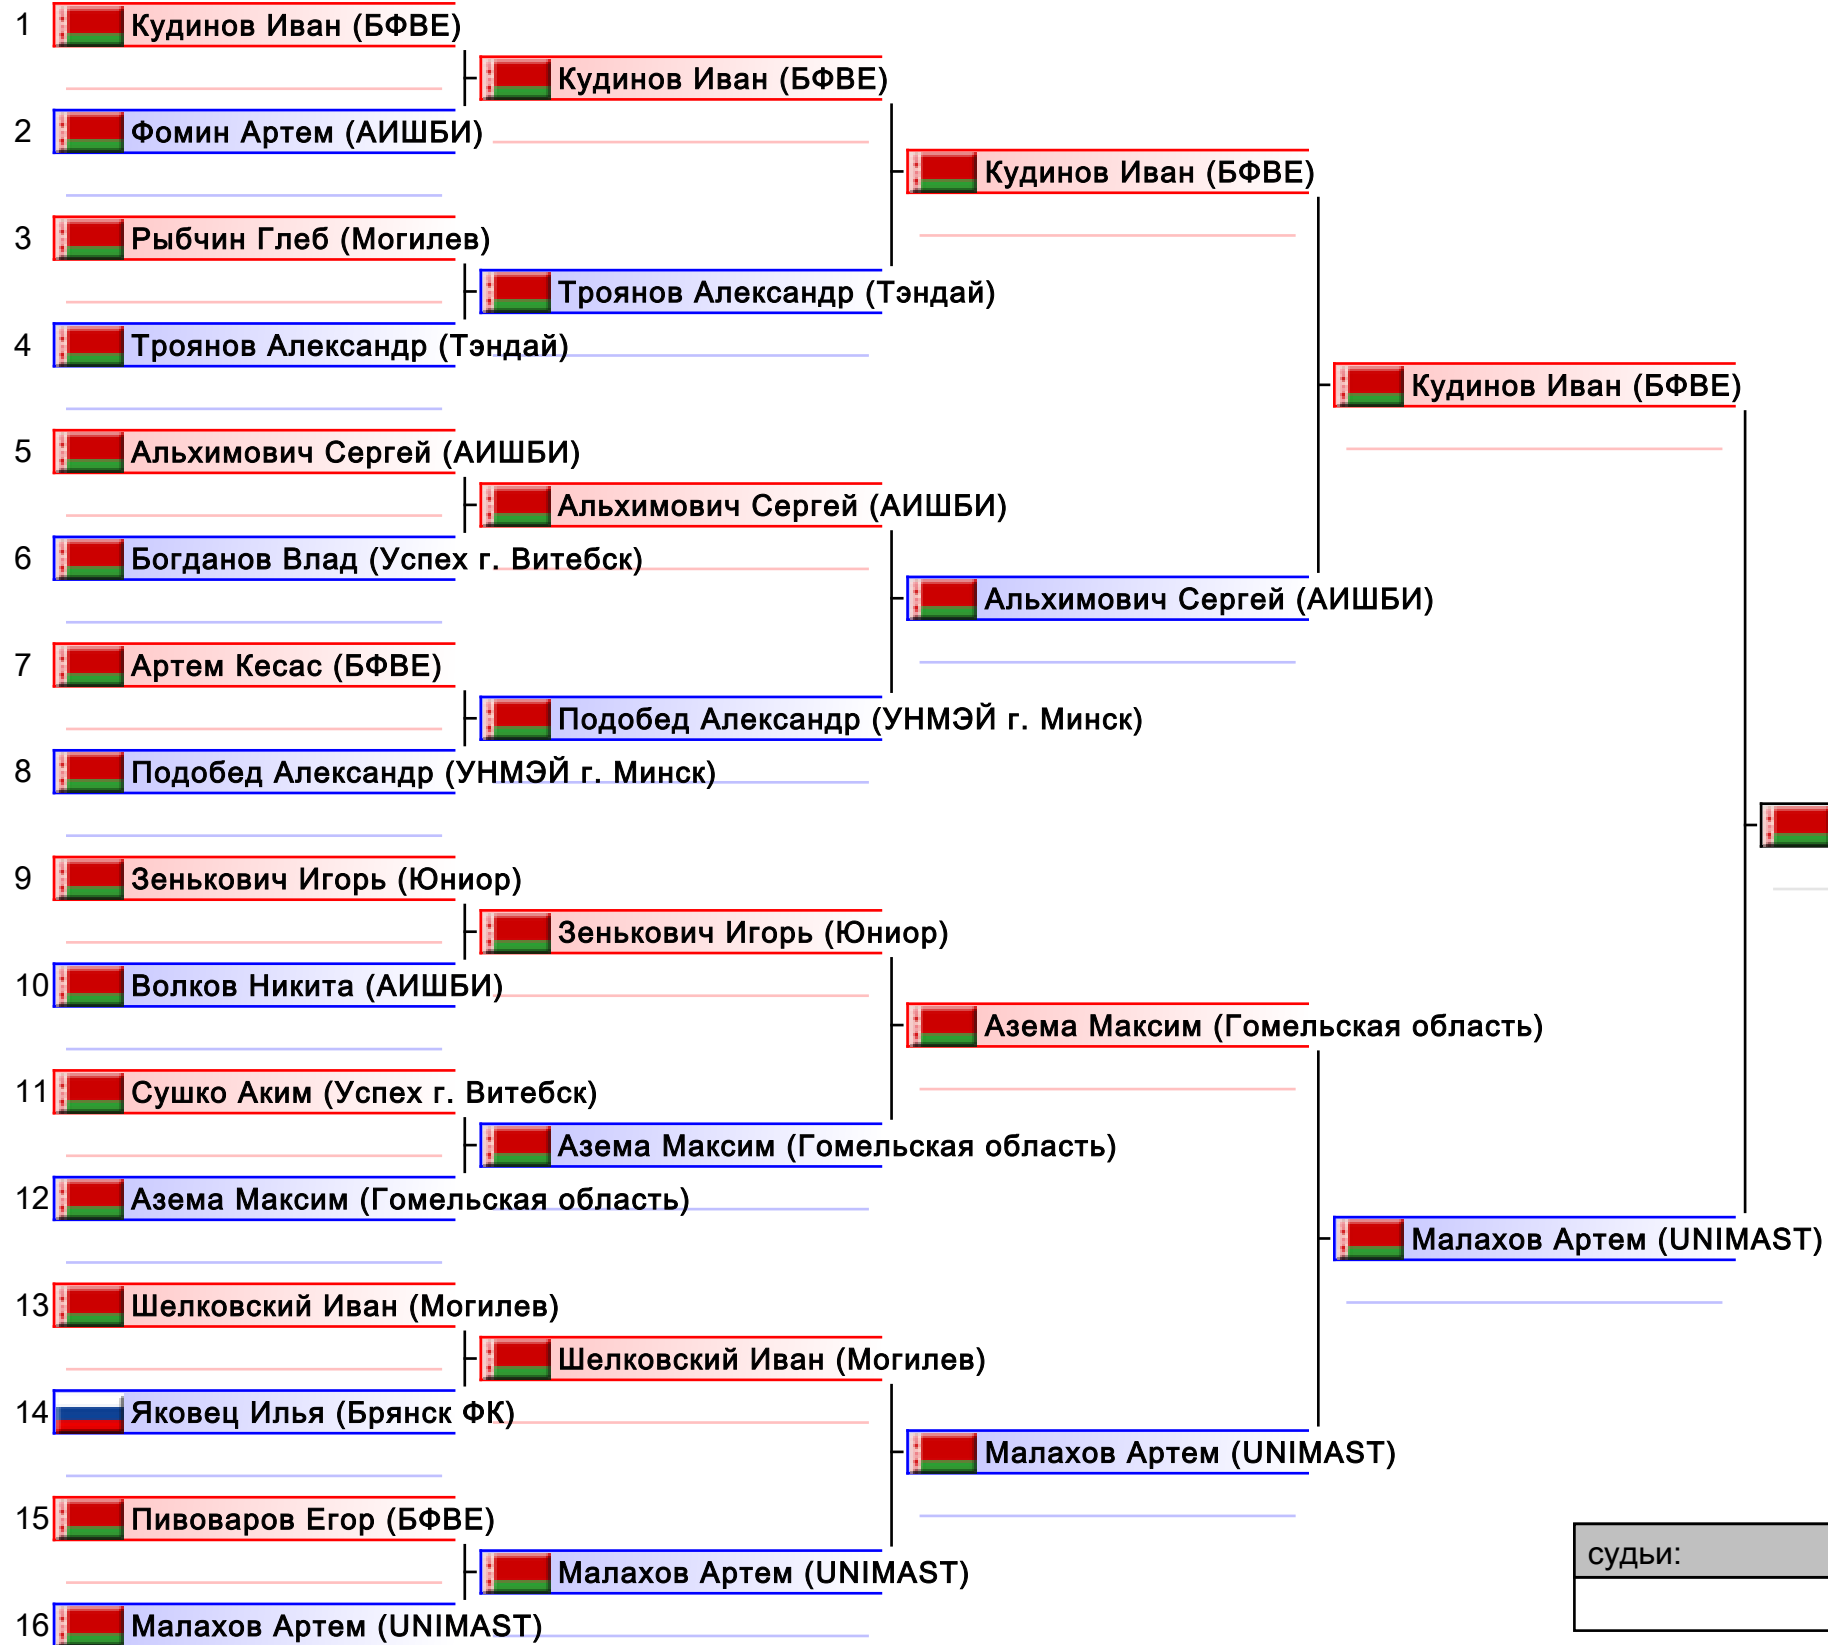 1 Кудинов Иван (БФВЕ)
Кудинов Иван (БФВЕ)
2 Фомин Артем (АИШБИ)
Кудинов Иван (БФВЕ)
3 Рыбчин Глеб (Могилев)
Троянов Александр (Тэндай)
4 Троянов Александр (Тэндай)
Кудинов Иван (БФВЕ)
5 Альхимович Сергей (АИШБИ)
Альхимович Сергей (АИШБИ)
6 Богданов Влад (Успех г. Витебск)
Альхимович Сергей (АИШБИ)
7 Артем Кесас (БФВЕ)
Подобед Александр (УНМЭЙ г. Минск)
8 Подобед Александр (УНМЭЙ г. Минск)
9 Зенькович Игорь (Юниор)
Зенькович Игорь (Юниор)
10 Волков Никита (АИШБИ)
Азема Максим (Гомельская область)
11 Сушко Аким (Успех г. Витебск)
Азема Максим (Гомельская область)
12 Азема Максим (Гомельская область)
Малахов Артем (UNIMAST)
13 Шелковский Иван (Могилев)
Шелковский Иван (Могилев)
14 Яковец Илья (Брянск ФК)
Малахов Артем (UNIMAST)
15 Пивоваров Егор (БФВЕ)
судьи:
Малахов Артем (UNIMAST)
16 Малахов Артем (UNIMAST)